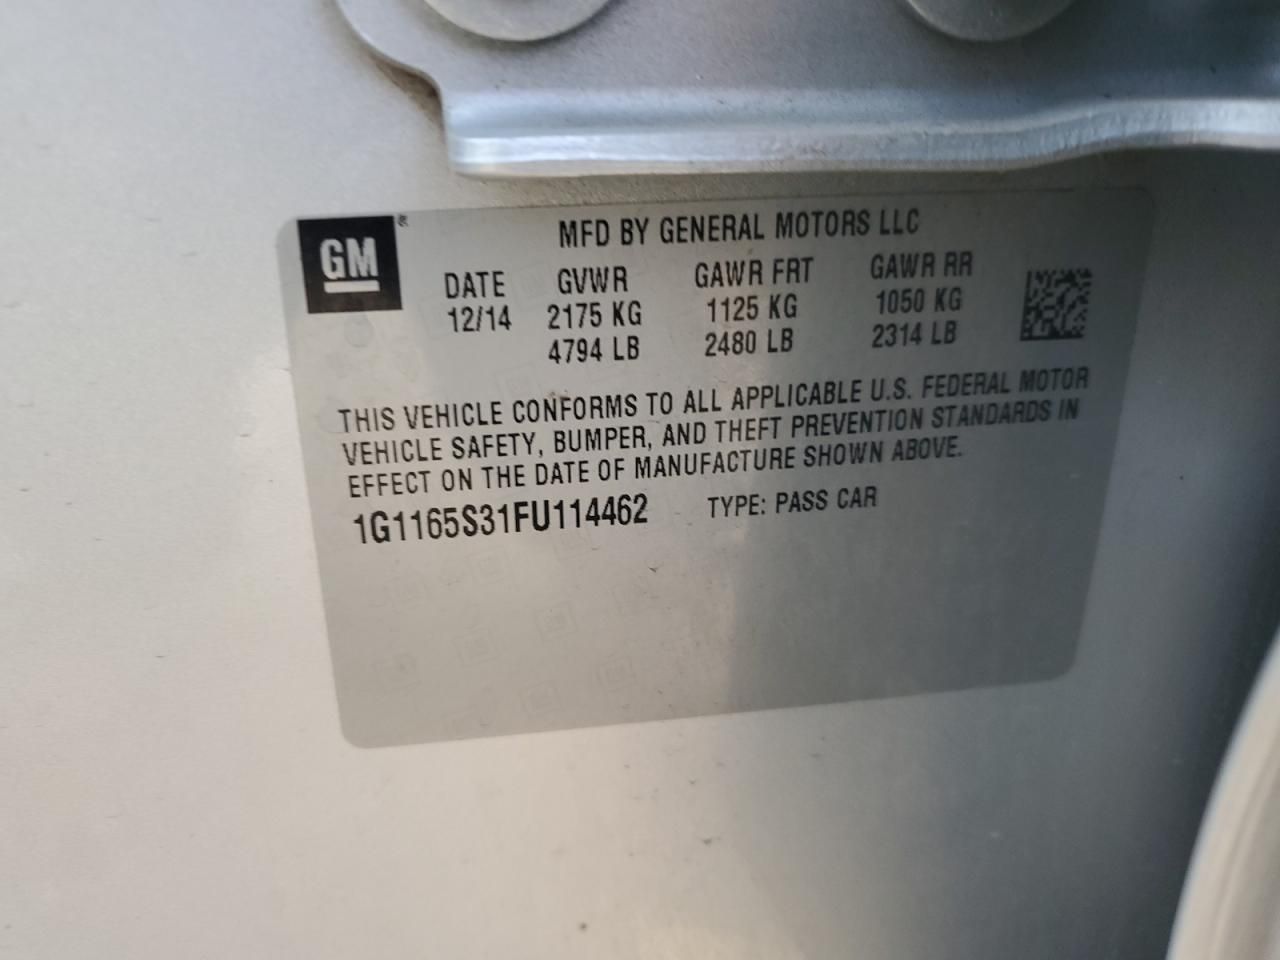 GM
MFD BY GENERAL MOTORS LLC
DATE GVWR GAWR FRT GAWR RR
12/14 2175 KG 1125 KG 1050 KG
4794 LB 2480 LB 2314 LB
THIS VEHICLE CONFORMS TO ALL APPLICABLE U.S. FEDERAL MOTOR
VEHICLE SAFETY, BUMPER, AND THEFT PREVENTION STANDARDS IN
EFFECT ON THE DATE OF MANUFACTURE SHOWN ABOVE.
1G1165S31FU114462 TYPE: PASS CAR